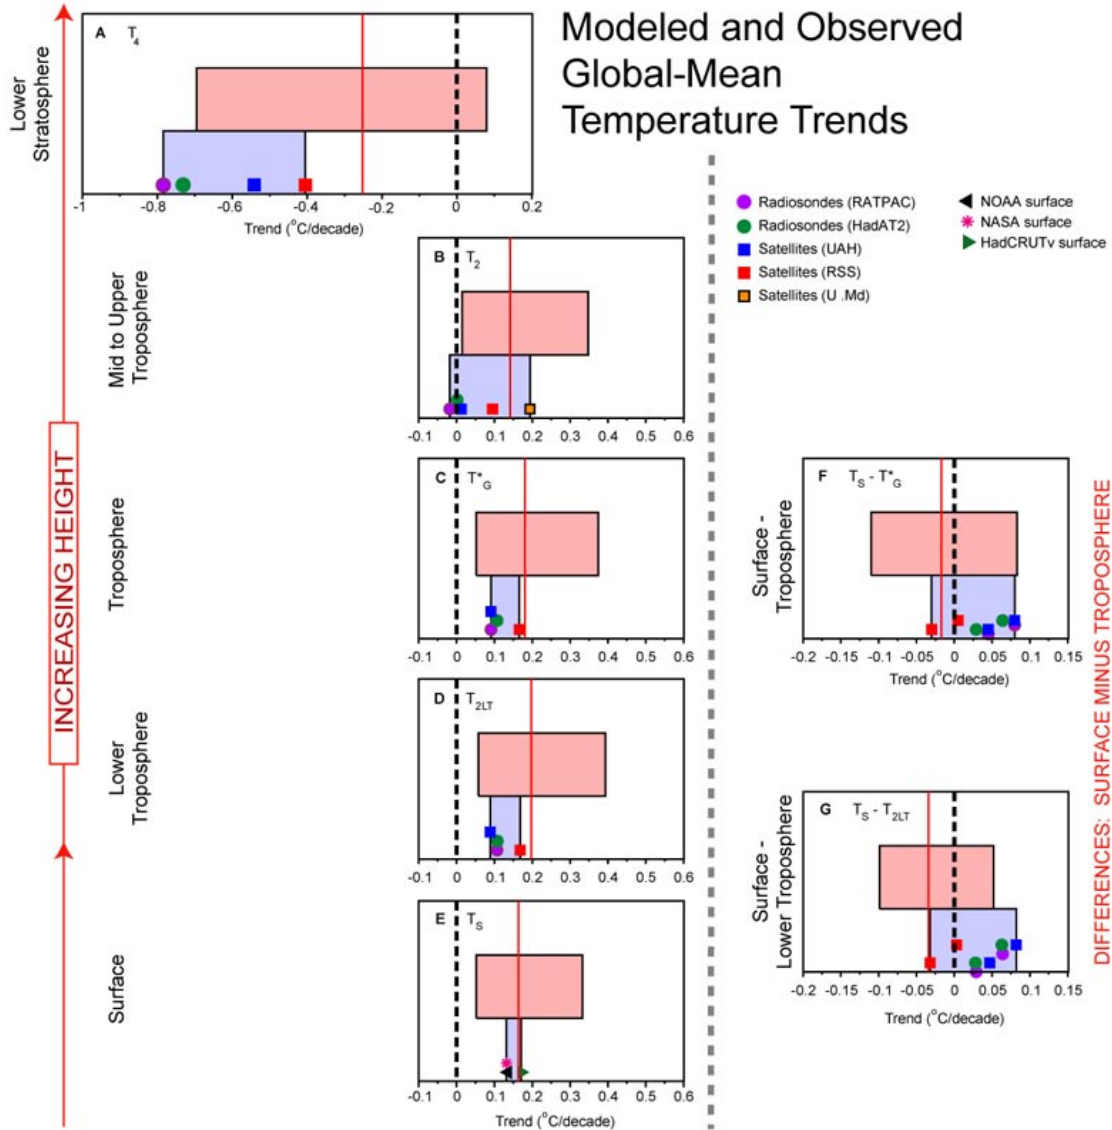 Modeled and Observed
Global-Mean
Temperature Trends
INCREASING HEIGHT
Lower
Stratosphere
A T4
-1 -0.8 -0.6 -0.4 -0.2 0 0.2
Trend (°C/decade)
Radiosondes (RATPAC)
Radiosondes (HadAT2)
Satellites (UAH)
Satellites (RSS)
Satellites (U .Md)
NOAA surface
NASA surface
HadCRUTv surface
Mid to Upper
Troposphere
B T2
-0.1 0 0.1 0.2 0.3 0.4 0.5 0.6
Troposphere
C T*G
-0.1 0 0.1 0.2 0.3 0.4 0.5 0.6
Lower
Troposphere
D T2LT
-0.1 0 0.1 0.2 0.3 0.4 0.5 0.6
Surface
E TS
-0.1 0 0.1 0.2 0.3 0.4 0.5 0.6
Trend (°C/decade)
Surface -
Troposphere
F TS - T*G
-0.2 -0.15 -0.1 -0.05 0 0.05 0.1 0.15
Trend (°C/decade)
Surface -
Lower Troposphere
G TS - T2LT
-0.2 -0.15 -0.1 -0.05 0 0.05 0.1 0.15
Trend (°C/decade)
DIFFERENCES: SURFACE MINUS TROPOSPHERE